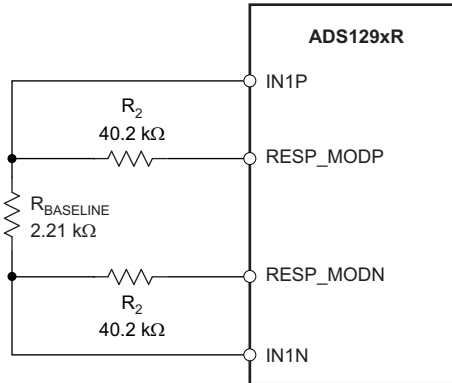 ADS129xR
IN1P
R2
40.2 kΩ
RESP_MODP
RBASELINE
2.21 kΩ
RESP_MODN
R2
40.2 kΩ
IN1N